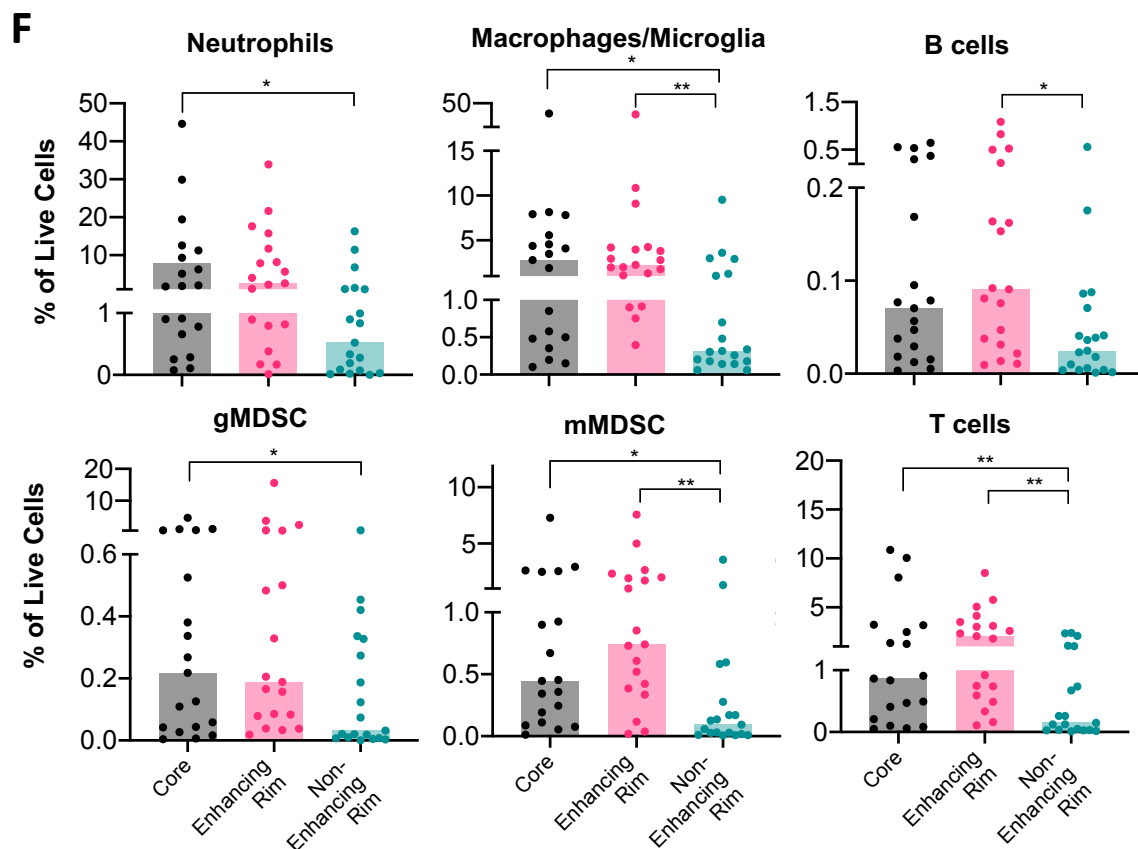 F
Neutrophils
Macrophages/Microglia
B cells
% of Live Cells
50
40
30
20
10
1
0
*
50
15
10
5
1.0
0.5
0.0
*
**
1.5
0.5
0.2
0.1
0.0
*
gMDSC
mMDSC
T cells
% of Live Cells
20
10
0.6
0.4
0.2
0.0
*
10
5
1.0
0.5
0.0
*
**
20
15
10
5
1
0
**
**
Core
Enhancing
Rim
Non-
Enhancing
Rim
Core
Enhancing
Rim
Non-
Enhancing
Rim
Core
Enhancing
Rim
Non-
Enhancing
Rim